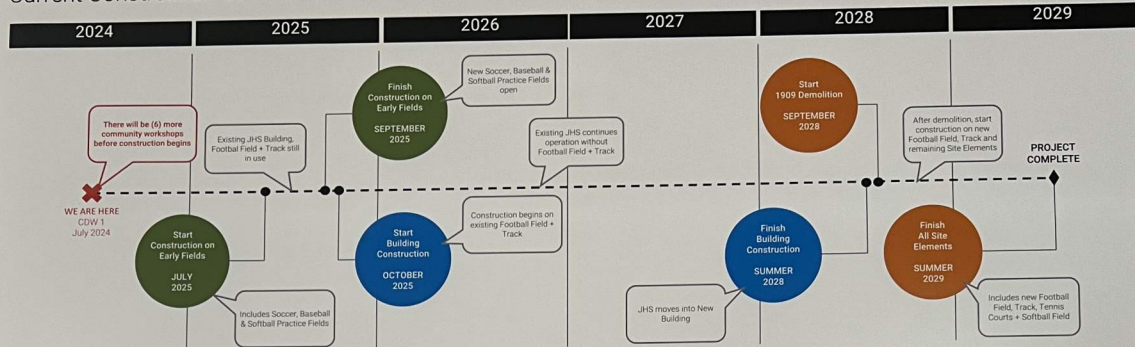 2024
2025
2026
2027
2028
2029
There will be (6) more
community workshops
before construction begins
WE ARE HERE
CDW 1
July 2024
Existing JHS Building,
Footbal Field + Track still
in use
Start
Construction on
Early Fields
JULY
2025
Includes Soccer, Baseball
& Softball Practice Fields
Finish
Construction on
Early Fields
SEPTEMBER
2025
New Soccer, Baseball &
Softball Practice Fields
open
Start
Building
Construction
OCTOBER
2025
Construction begins on
existing Football Field +
Track
Existing JHS continues
operation without
Football Field + Track
Finish
Building
Construction
SUMMER
2028
JHS moves into New
Building
Start
1909 Demolition
SEPTEMBER
2028
After demolition, start
construction on new
Football Field, Track and
remaining Site Elements
Finish
All Site
Elements
SUMMER
2029
Includes new Football
Field, Track, Tennis
Courts + Softball Field
PROJECT
COMPLETE